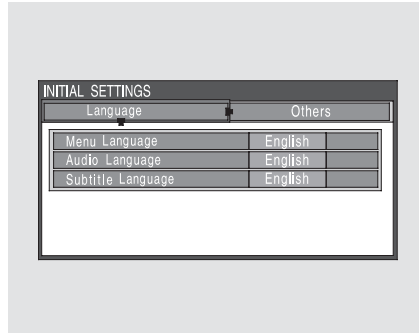 INITIAL SETTINGS
Language Others
Menu Language English
Audio Language English
Subtitle Language English